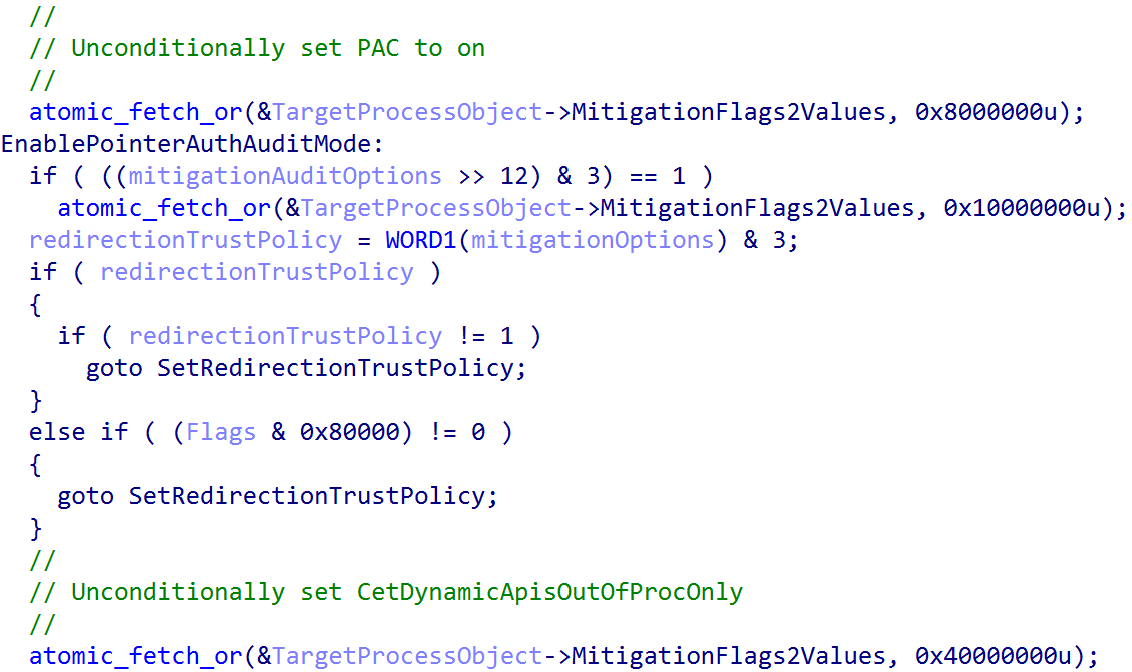 //
// Unconditionally set PAC to on
//
atomic_fetch_or(&TargetProcessObject->MitigationFlags2Values, 0x8000000u);
EnablePointerAuthAuditMode:
if ( ((mitigationAuditOptions >> 12) & 3) == 1 )
atomic_fetch_or(&TargetProcessObject->MitigationFlags2Values, 0x10000000u);
redirectionTrustPolicy = WORD1(mitigationOptions) & 3;
if ( redirectionTrustPolicy )
{
if ( redirectionTrustPolicy != 1 )
goto SetRedirectionTrustPolicy;
}
else if ( (Flags & 0x80000) != 0 )
{
goto SetRedirectionTrustPolicy;
}
//
// Unconditionally set CetDynamicApisOutOfProcOnly
//
atomic_fetch_or(&TargetProcessObject->MitigationFlags2Values, 0x40000000u);